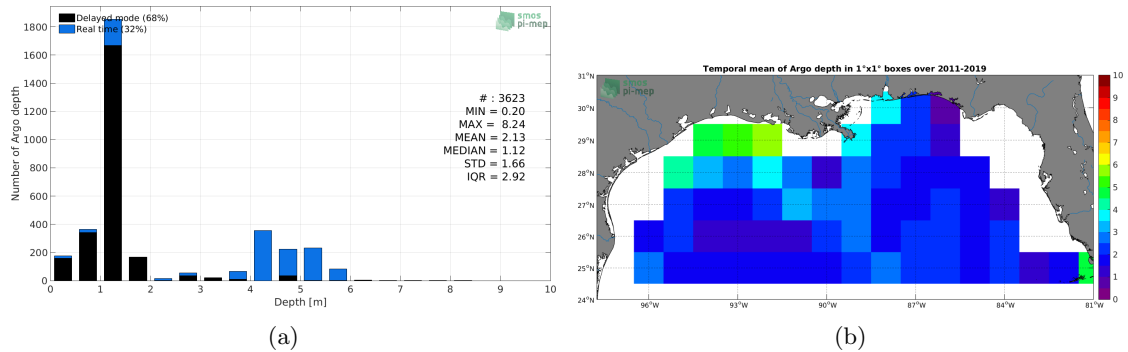 Delayed mode (68%)
Real time (32%)
smos
pi-mep
# : 3623
MIN = 0.20
MAX = 8.24
MEAN = 2.13
MEDIAN = 1.12
STD = 1.66
IQR = 2.92
Number of Argo depth
1800
1600
1400
1200
1000
800
600
400
200
0
0 1 2 3 4 5 6 7 8 9 10
Depth [m]
(a)
Temporal mean of Argo depth in 1°x1° boxes over 2011-2019
smos
pi-mep
31°N
30°N
29°N
28°N
27°N
26°N
25°N
24°N
96°W 93°W 90°W 87°W 84°W 81°W
10
9
8
7
6
5
4
3
2
1
0
(b)